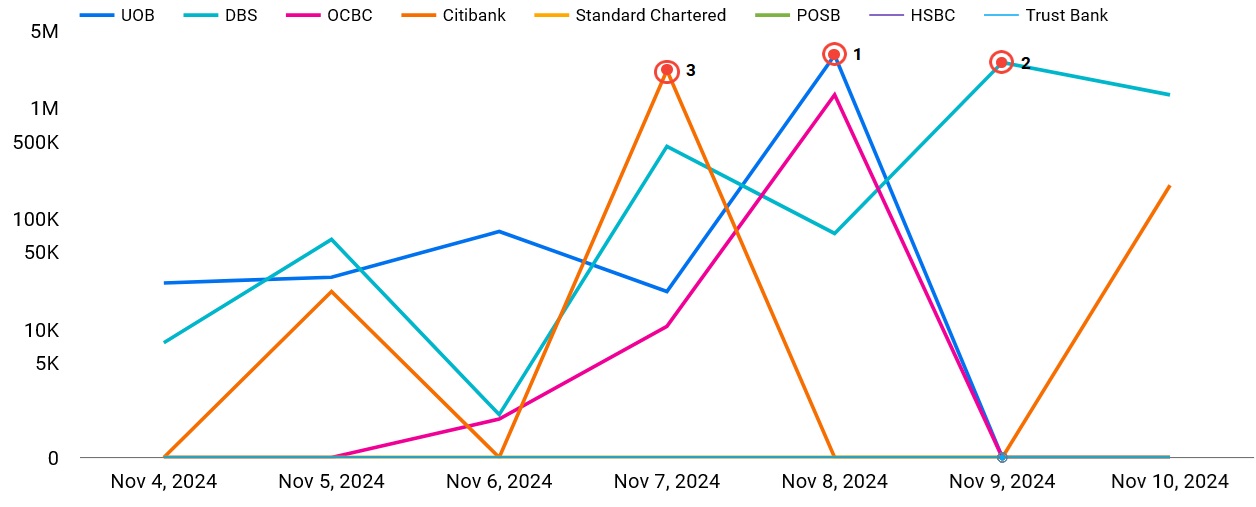 UOB DBS OCBC Citibank Standard Chartered POSB HSBC Trust Bank
5M
3 1 2
1M
500K
100K
50K
10K
5K
0
Nov 4, 2024 Nov 5, 2024 Nov 6, 2024 Nov 7, 2024 Nov 8, 2024 Nov 9, 2024 Nov 10, 2024